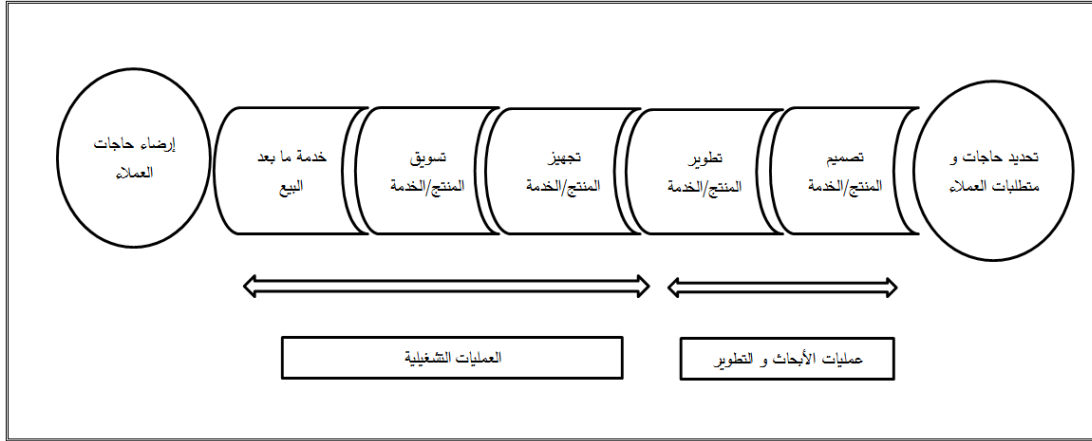 تحديد حاجات و
متطلبات العملاء
تصميم
المنتج/الخدمة
تطوير
المنتج/الخدمة
تجهيز
المنتج/الخدمة
تسويق
المنتج/الخدمة
خدمة ما بعد
البيع
إرضاء حاجات
العملاء
عمليات الأبحاث و التطوير
العمليات التشغيلية